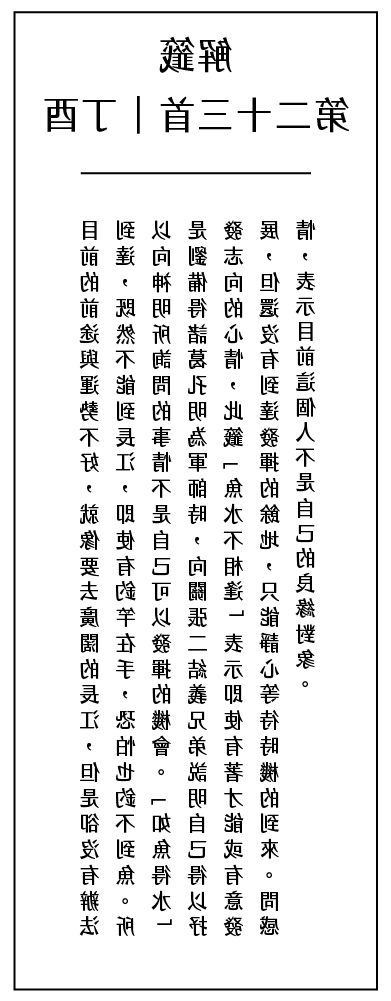 解籤
第二十三首｜丁酉
目前的前途與運勢不好，就像要去廣闊的長江，但是卻沒有辦法
到達，既然不能到長江，即使有釣竿在手，恐怕也釣不到魚。所
以向神明所詢問的事情不是自己可以發揮的機會。「如魚得水」
是劉備得諸葛孔明為軍師時，向關張二結義兄弟説明自己得以抒
發志向的心情，此籤「魚水不相逢」表示即使有著才能或有意發
展，但還沒有到達發揮的餘地，只能靜心等待時機的到來。問感
情，表示目前這個人不是自己的良緣對象。